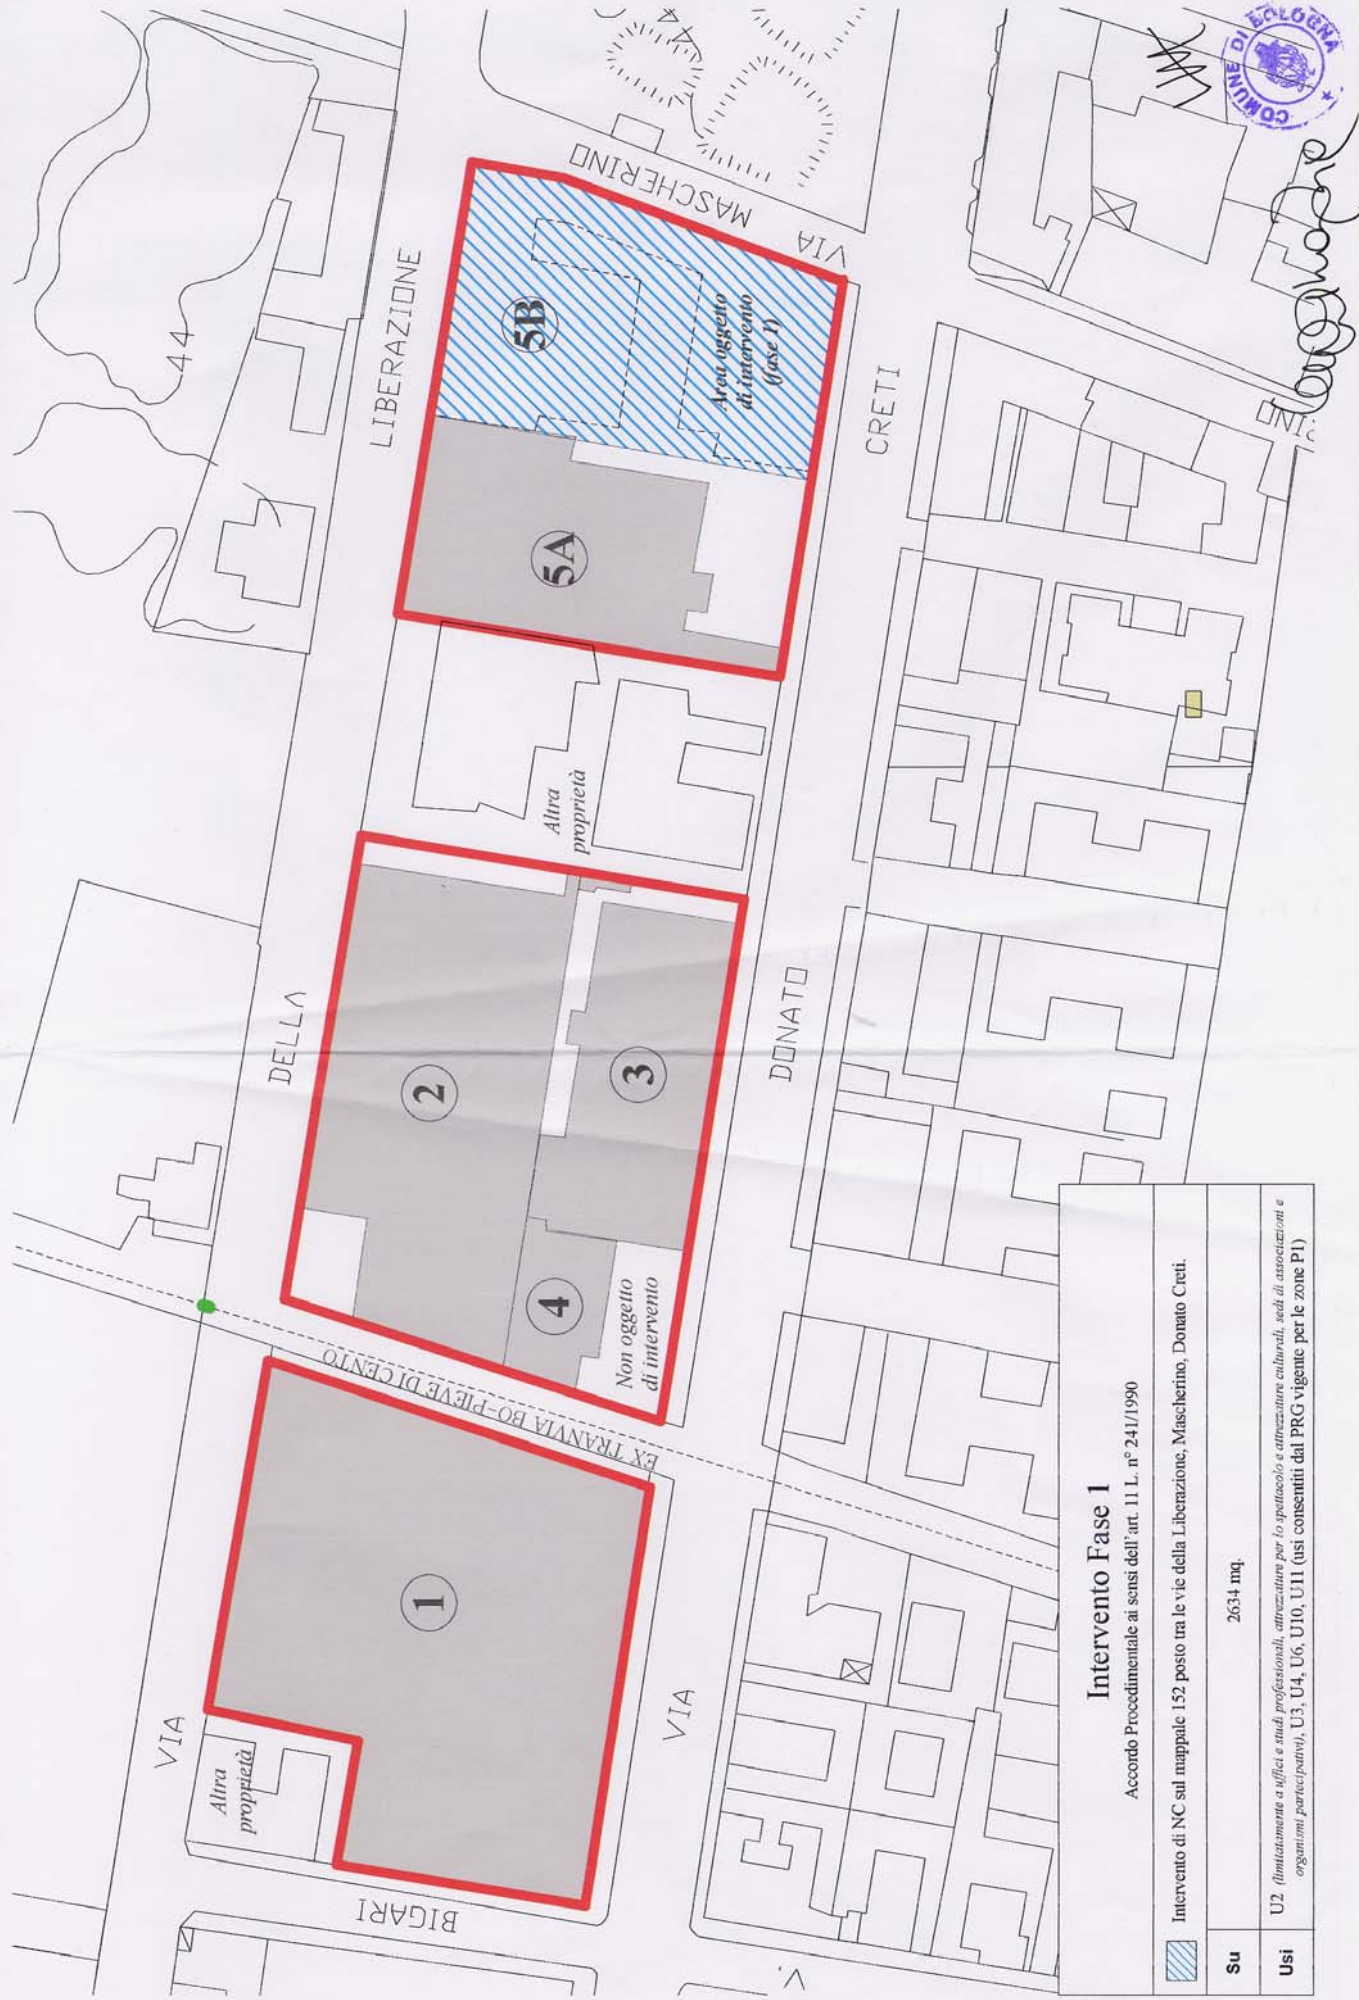 COMUNE DI BOLOGNA
44
LIBERAZIONE
VIA
MASCHERINO
5B
Area oggetto
di intervento
(fase 1)
5A
CRETI
Altra
proprietà
DELLA
2
3
DONATO
4
Non oggetto
di intervento
EX TRANVIA BO-PIEVE DI CENTO
1
VIA
VIA
Altra
proprietà
BIGARI
V.
Intervento Fase 1
Accordo Procedimentale ai sensi dell'art. 11 L. n° 241/1990
Intervento di NC sul mappale 152 posto tra le vie della Liberazione, Mascherino, Donato Creti.
Su 2634 mq.
Usi U2 (limitatamente a uffici e studi professionali, attrezzature per lo spettacolo e attrezzature culturali, sedi di associazioni e
organismi partecipativi), U3, U4, U6, U10, U11 (usi consentiti dal PRG vigente per le zone P1)